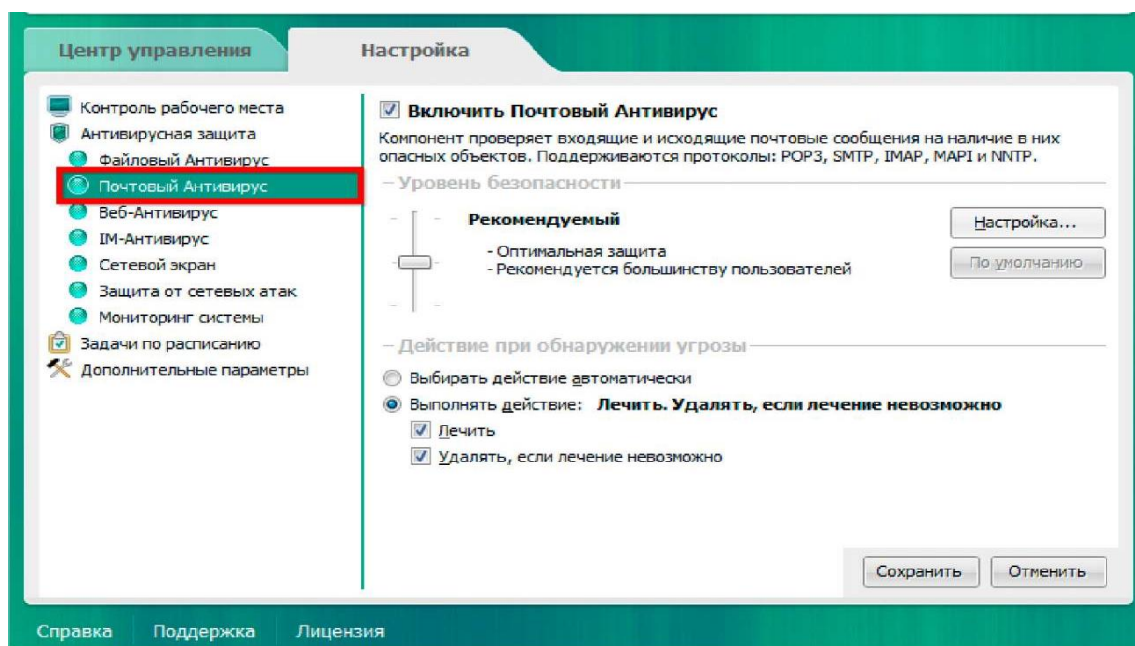 Центр управления
Настройка
Контроль рабочего места
Антивирусная защита
Файловый Антивирус
Почтовый Антивирус
Веб-Антивирус
IM-Антивирус
Сетевой экран
Защита от сетевых атак
Мониторинг системы
Задачи по расписанию
Дополнительные параметры
Включить Почтовый Антивирус
Компонент проверяет входящие и исходящие почтовые сообщения на наличие в них
опасных объектов. Поддерживаются протоколы: POP3, SMTP, IMAP, MAPI и NNTP.
Уровень безопасности
Рекомендуемый
- Оптимальная защита
- Рекомендуется большинству пользователей
Настройка...
По умолчанию
Действие при обнаружении угрозы
Выбирать действие автоматически
Выполнять действие: Лечить. Удалять, если лечение невозможно
Лечить
Удалять, если лечение невозможно
Сохранить
Отменить
Справка
Поддержка
Лицензия